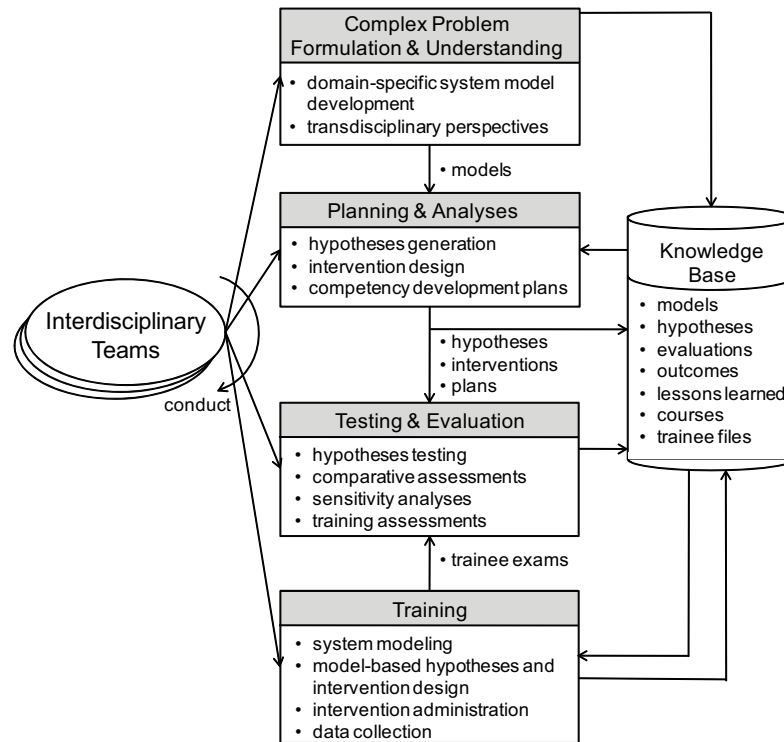 Complex Problem
Formulation & Understanding
• domain-specific system model
development
• transdisciplinary perspectives
• models
Planning & Analyses
• hypotheses generation
• intervention design
• competency development plans
Knowledge
Base
• models
• hypotheses
• evaluations
• outcomes
• lessons learned
• courses
• trainee files
Interdisciplinary
Teams
conduct
• hypotheses
• interventions
• plans
Testing & Evaluation
• hypotheses testing
• comparative assessments
• sensitivity analyses
• training assessments
• trainee exams
Training
• system modeling
• model-based hypotheses and
intervention design
• intervention administration
• data collection